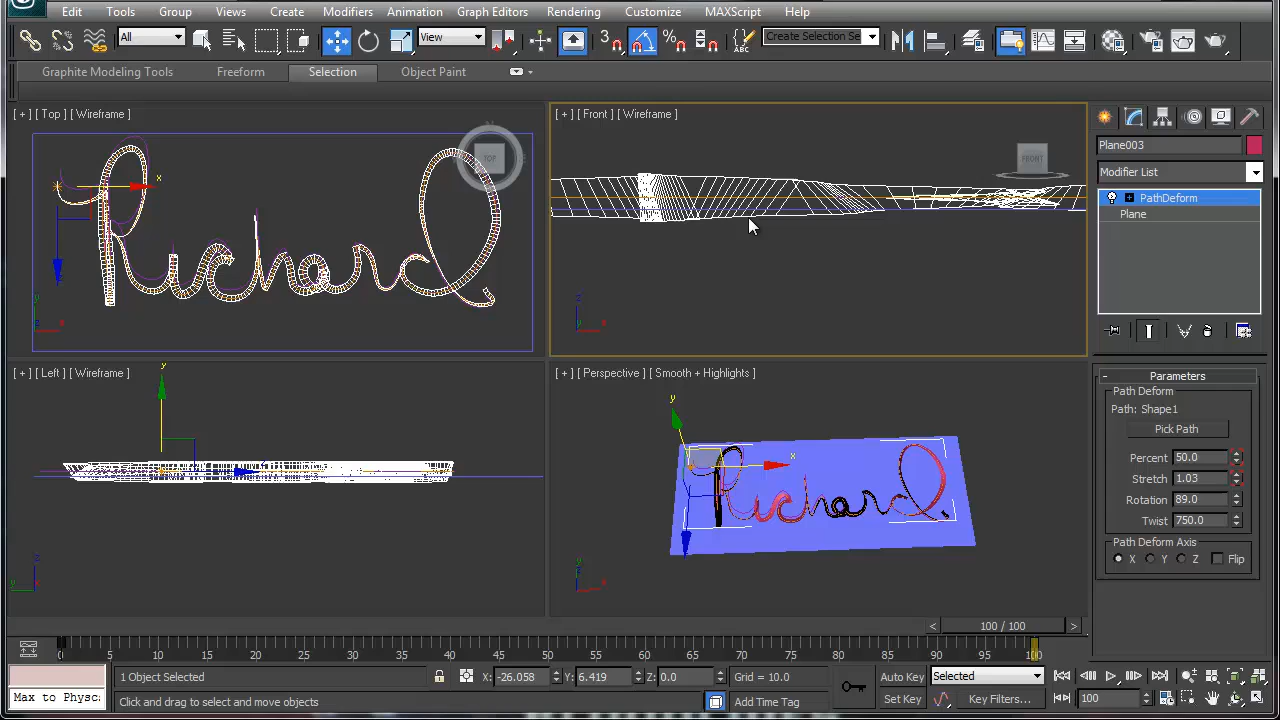 Edit Tools Group Views Create Modifiers Animation Graph Editors Rendering Customize MAXScript Help
All View 3 Create Selection Se
Graphite Modeling Tools Freeform Selection Object Paint
[ + ] [ Top ] [ Wireframe ]
[ + ] [ Front ] [ Wireframe ]
TOP
FRONT
Richard
x
[ + ] [ Left ] [ Wireframe ]
[ + ] [ Perspective ] [ Smooth + Highlights ]
y
y
x
Richard
Plane003
Modifier List
PathDeform
Plane
- Parameters
Path Deform
Path: Shape1
Pick Path
Percent 50.0
Stretch 1.03
Rotation 89.0
Twist 750.0
Path Deform Axis
X Y Z Flip
< 100 / 100 >
0 5 10 15 20 25 30 35 40 45 50 55 60 65 70 75 80 85 90 95 100
1 Object Selected X: -26.058 Y: 6.419 Z: 0.0 Grid = 10.0 Auto Key Selected
Max to Physca Click and drag to select and move objects Add Time Tag Set Key Key Filters... 100